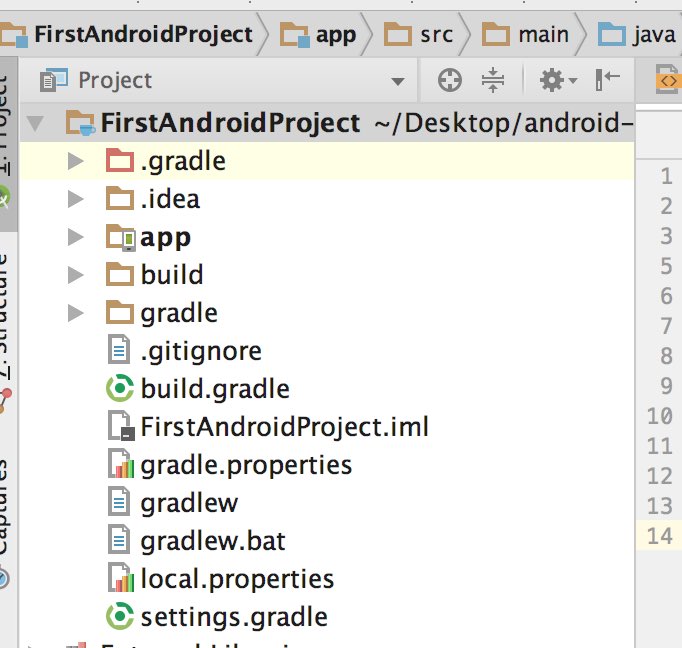 FirstAndroidProject app src main java
Project
1: Project
FirstAndroidProject ~/Desktop/android-
.gradle
.idea
app
build
gradle
.gitignore
build.gradle
FirstAndroidProject.iml
gradle.properties
gradlew
gradlew.bat
local.properties
settings.gradle
7: Structure
Captures
1
2
3
5
6
7
8
9
10
11
12
13
14